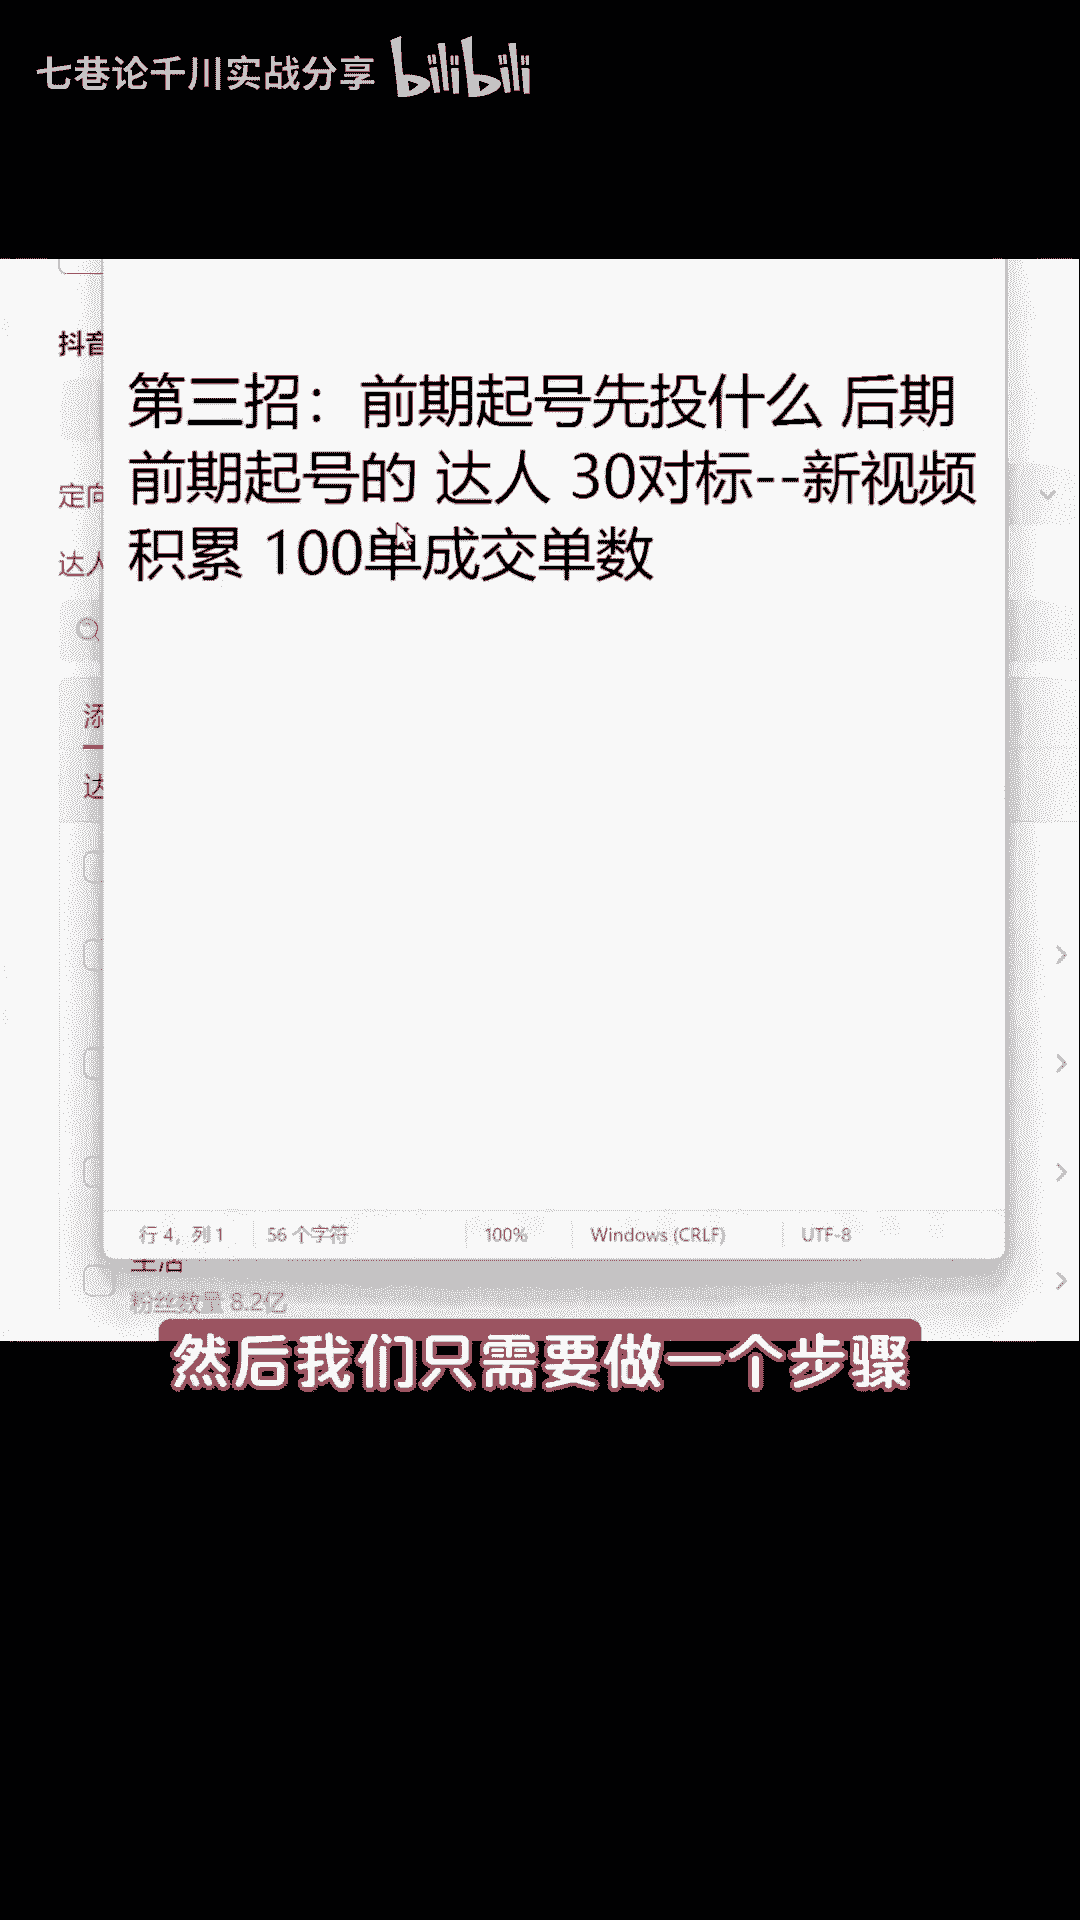 七巷论千川实战分享 bilibili
抖音
第三招：前期起号先投什么 后期
前期起号的 达人 30对标--新视频
积累 100单成交单数
定向
达人
添
达
行 4，列 1 56 个字符 100% Windows (CRLF) UTF-8
生活
粉丝数量 8.2亿
然后我们只需要做一个步骤